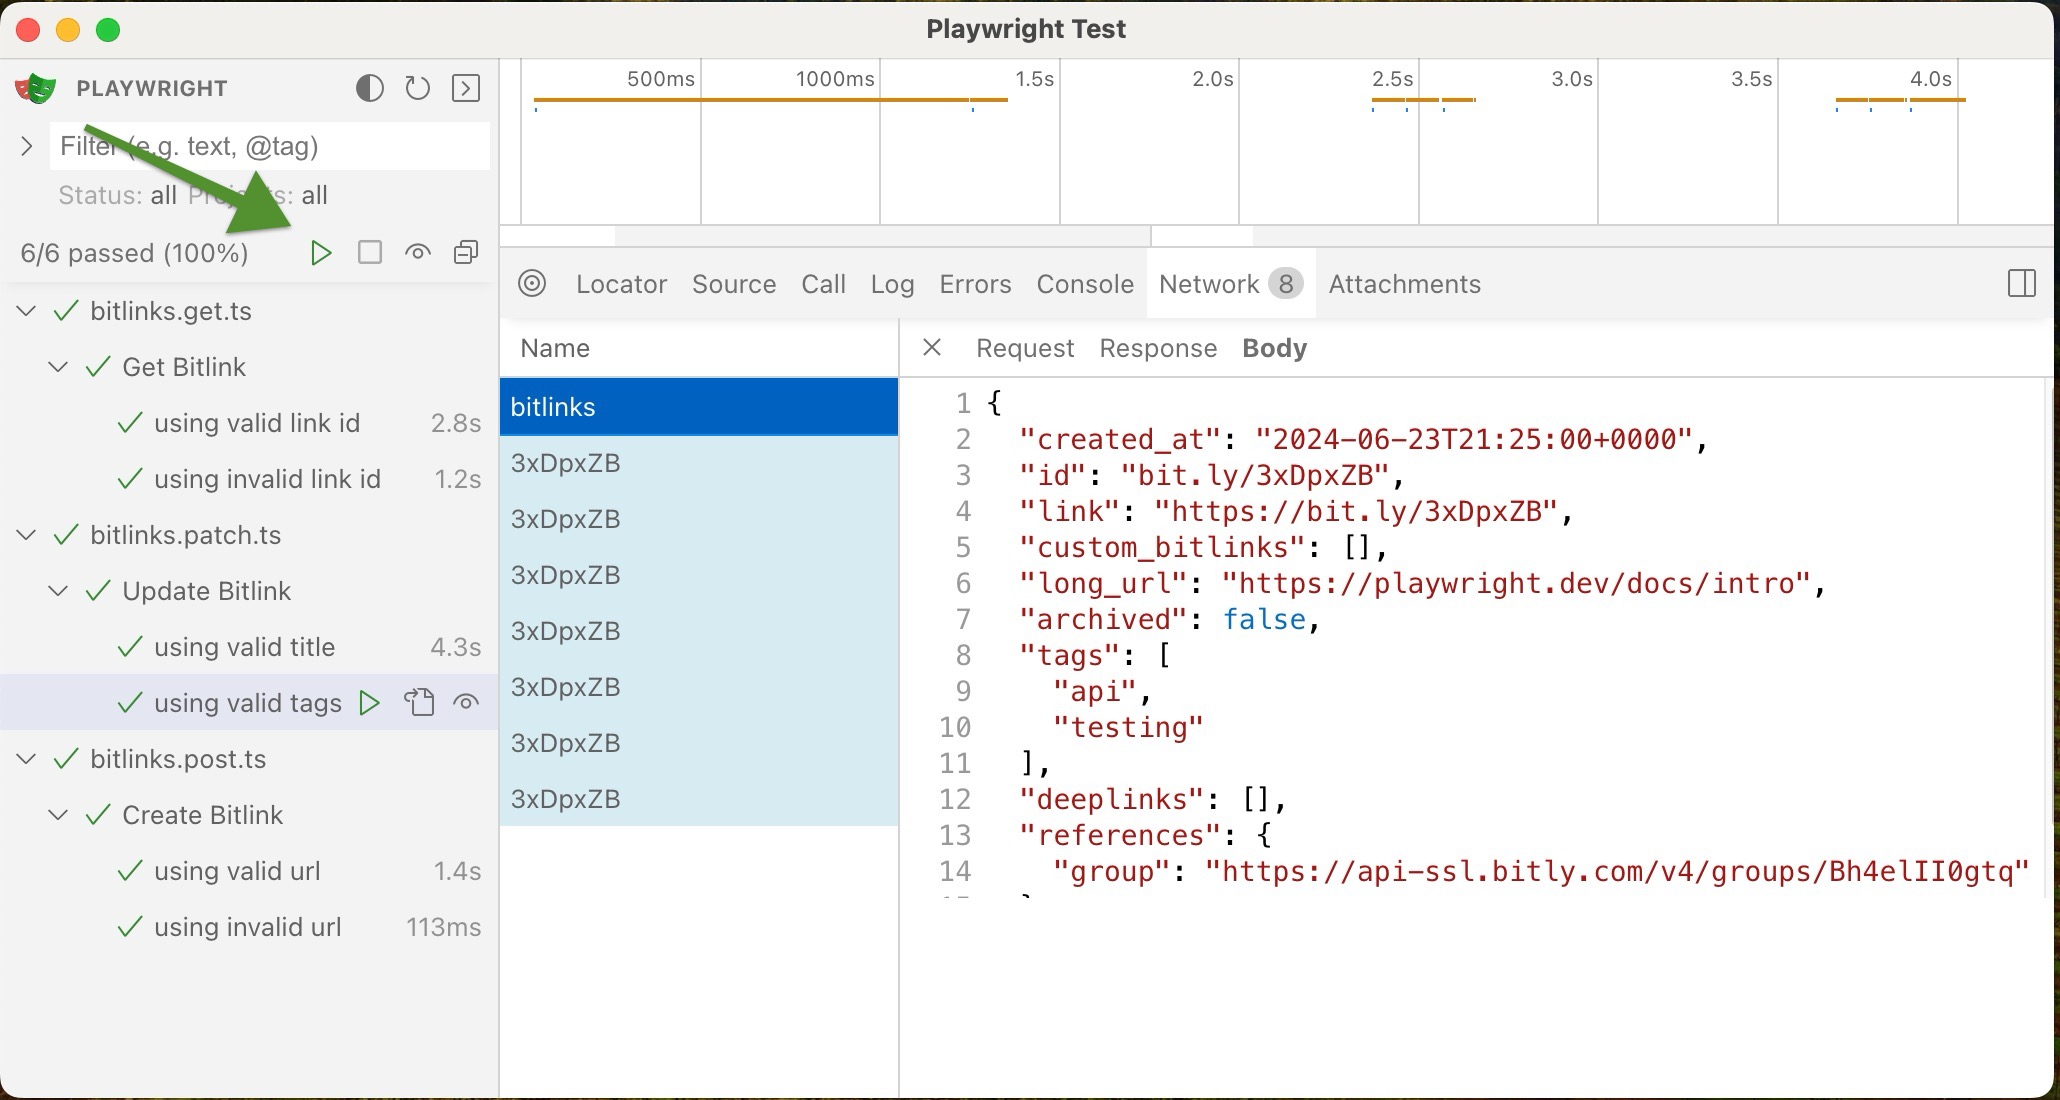 Playwright Test
PLAYWRIGHT
Filter (e.g. text, @tag)
Status: all Projects: all
6/6 passed (100%)
bitlinks.get.ts
Get Bitlink
using valid link id 2.8s
using invalid link id 1.2s
bitlinks.patch.ts
Update Bitlink
using valid title 4.3s
using valid tags
bitlinks.post.ts
Create Bitlink
using valid url 1.4s
using invalid url 113ms
500ms 1000ms 1.5s 2.0s 2.5s 3.0s 3.5s 4.0s
Locator Source Call Log Errors Console Network 8 Attachments
Name
bitlinks
3xDpxZB
3xDpxZB
3xDpxZB
3xDpxZB
3xDpxZB
3xDpxZB
3xDpxZB
Request Response Body
1 {
2 "created_at": "2024-06-23T21:25:00+0000",
3 "id": "bit.ly/3xDpxZB",
4 "link": "https://bit.ly/3xDpxZB",
5 "custom_bitlinks": [],
6 "long_url": "https://playwright.dev/docs/intro",
7 "archived": false,
8 "tags": [
9 "api",
10 "testing"
11 ],
12 "deeplinks": [],
13 "references": {
14 "group": "https://api-ssl.bitly.com/v4/groups/Bh4elII0gtq"